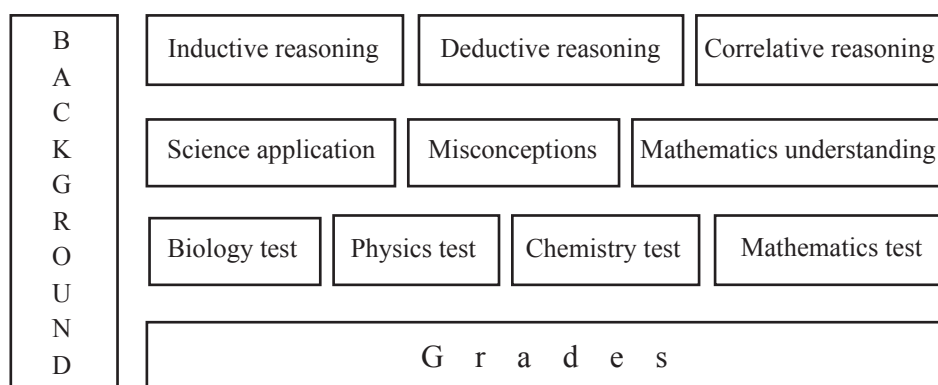 BACKGROUND
Inductive reasoning
Deductive reasoning
Correlative reasoning
Science application
Misconceptions
Mathematics understanding
Biology test
Physics test
Chemistry test
Mathematics test
G r a d e s